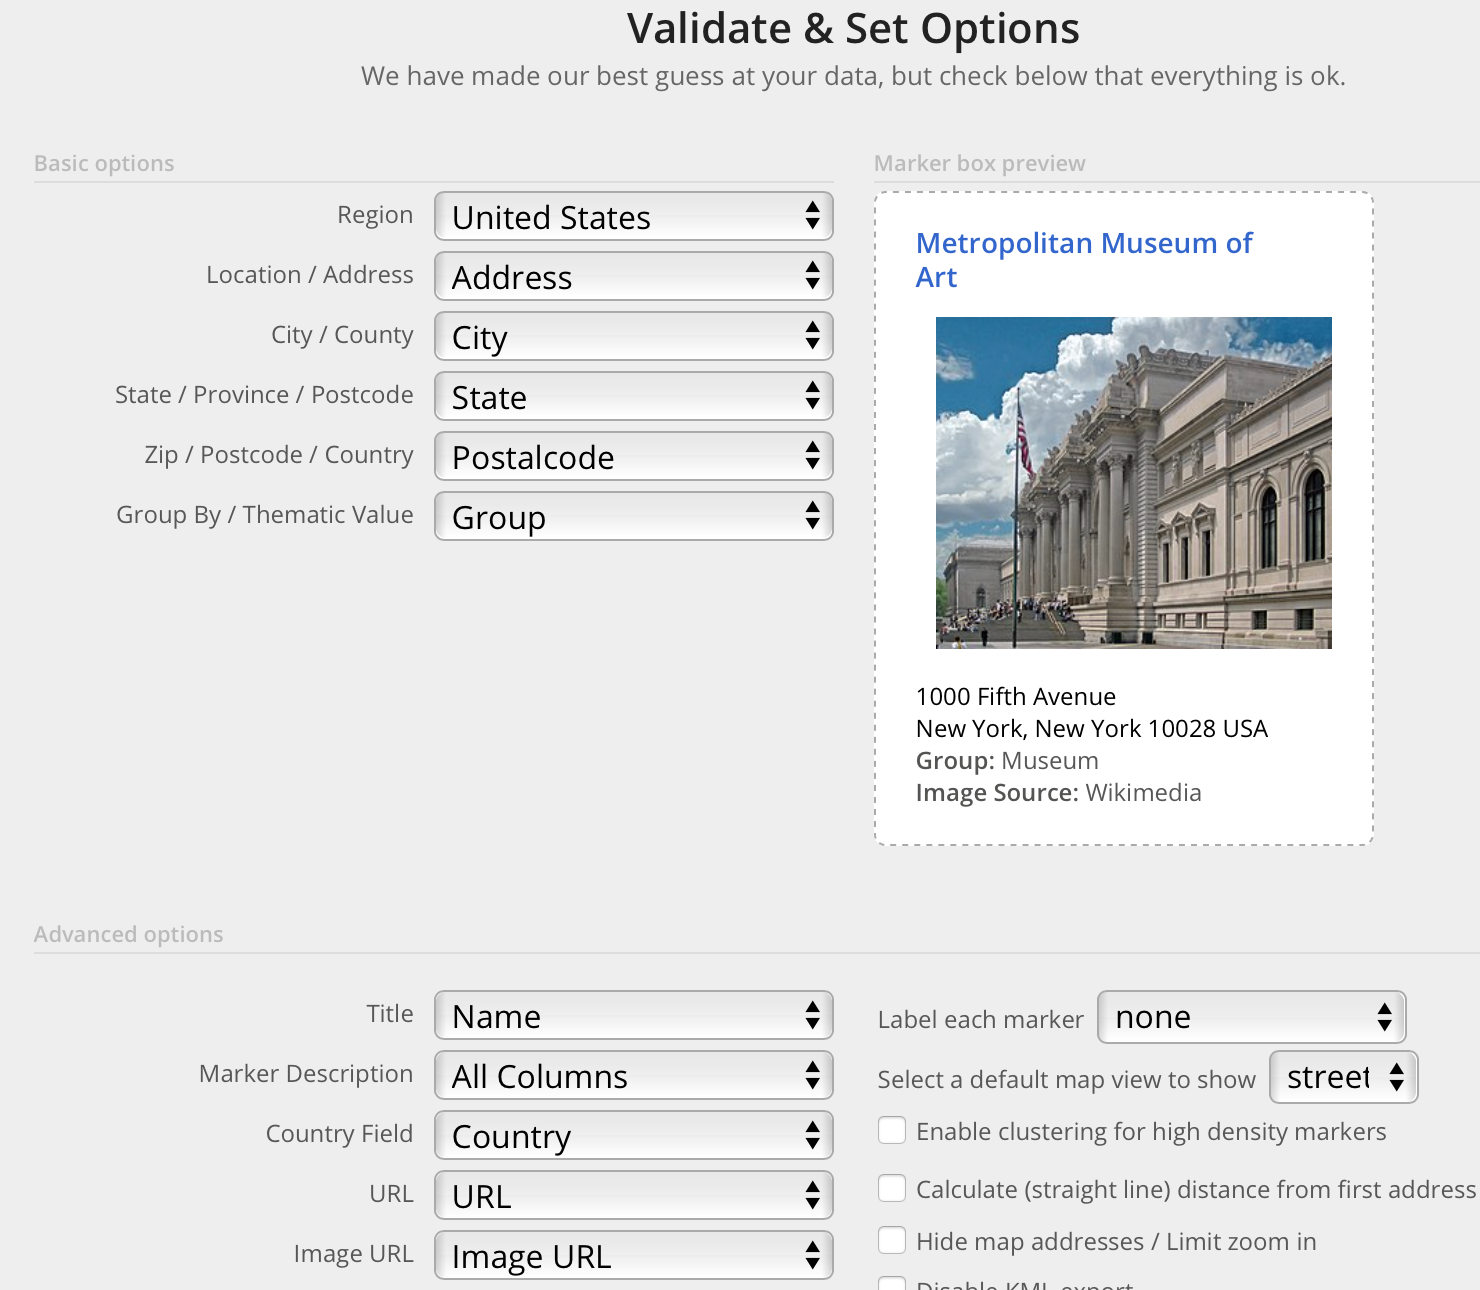 Validate & Set Options
We have made our best guess at your data, but check below that everything is ok.
Basic options
Region United States
Location / Address Address
City / County City
State / Province / Postcode State
Zip / Postcode / Country Postalcode
Group By / Thematic Value Group
Marker box preview
Metropolitan Museum of
Art
1000 Fifth Avenue
New York, New York 10028 USA
Group: Museum
Image Source: Wikimedia
Advanced options
Title Name
Marker Description All Columns
Country Field Country
URL URL
Image URL Image URL
Label each marker none
Select a default map view to show street
Enable clustering for high density markers
Calculate (straight line) distance from first address
Hide map addresses / Limit zoom in
Disable KML export